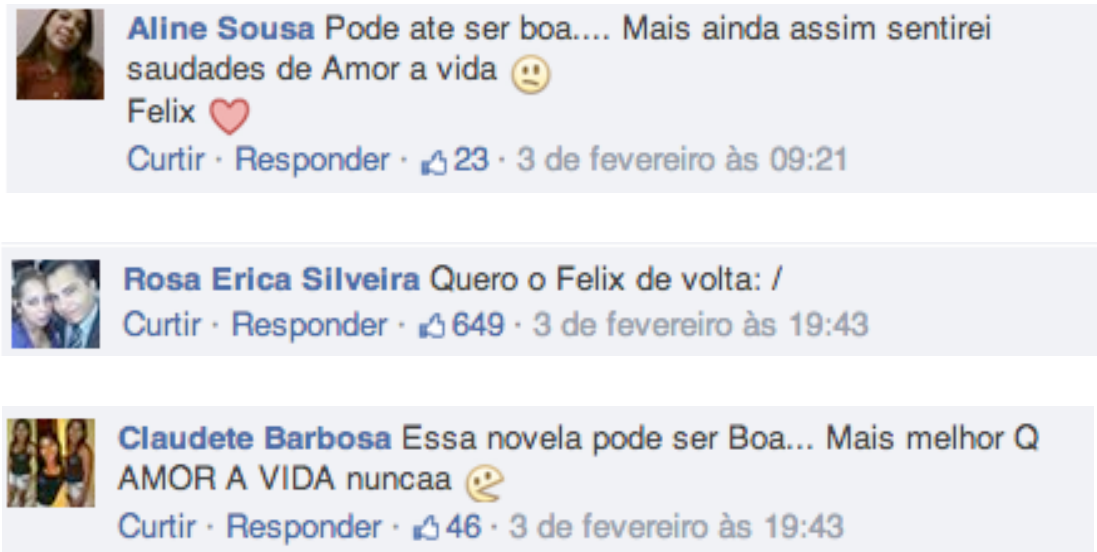 Aline Sousa Pode ate ser boa.... Mais ainda assim sentirei
saudades de Amor a vida
Felix
Curtir · Responder · 23 · 3 de fevereiro às 09:21
Rosa Erica Silveira Quero o Felix de volta: /
Curtir · Responder · 649 · 3 de fevereiro às 19:43
Claudete Barbosa Essa novela pode ser Boa... Mais melhor Q
AMOR A VIDA nuncaa
Curtir · Responder · 46 · 3 de fevereiro às 19:43